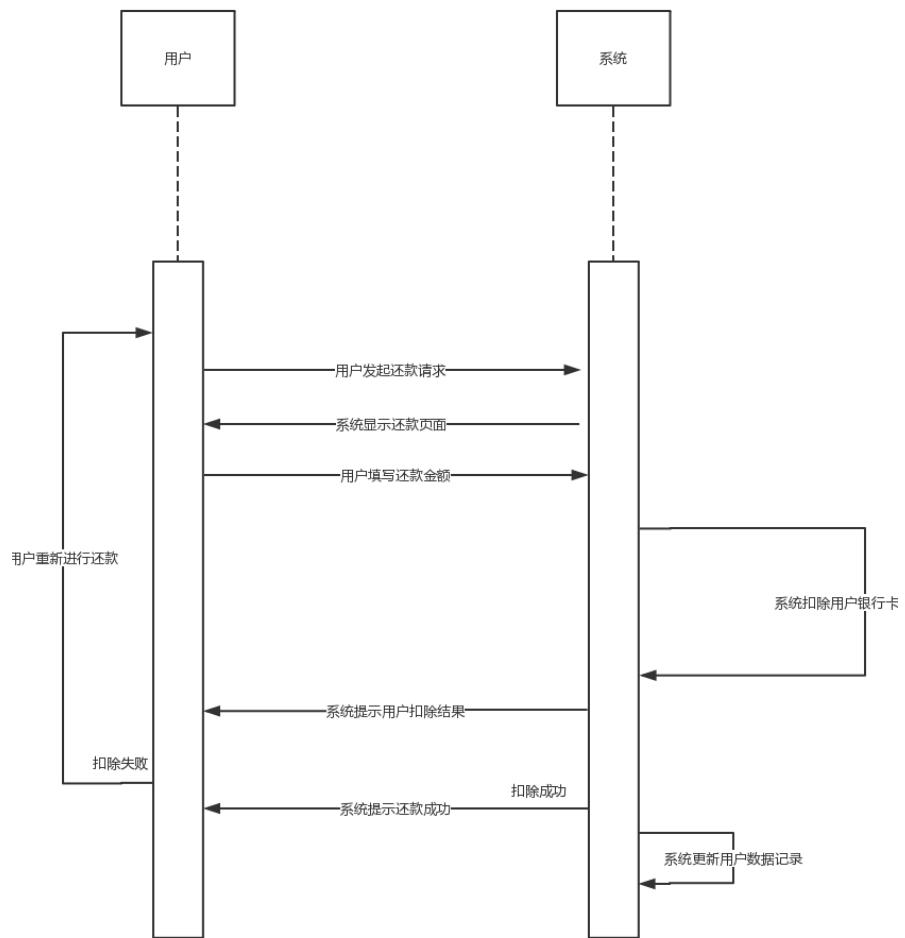 用户
系统
用户发起还款请求
系统显示还款页面
用户填写还款金额
用户重新进行还款
系统扣除用户银行卡
系统提示用户扣除结果
扣除失败
扣除成功
系统提示还款成功
系统更新用户数据记录